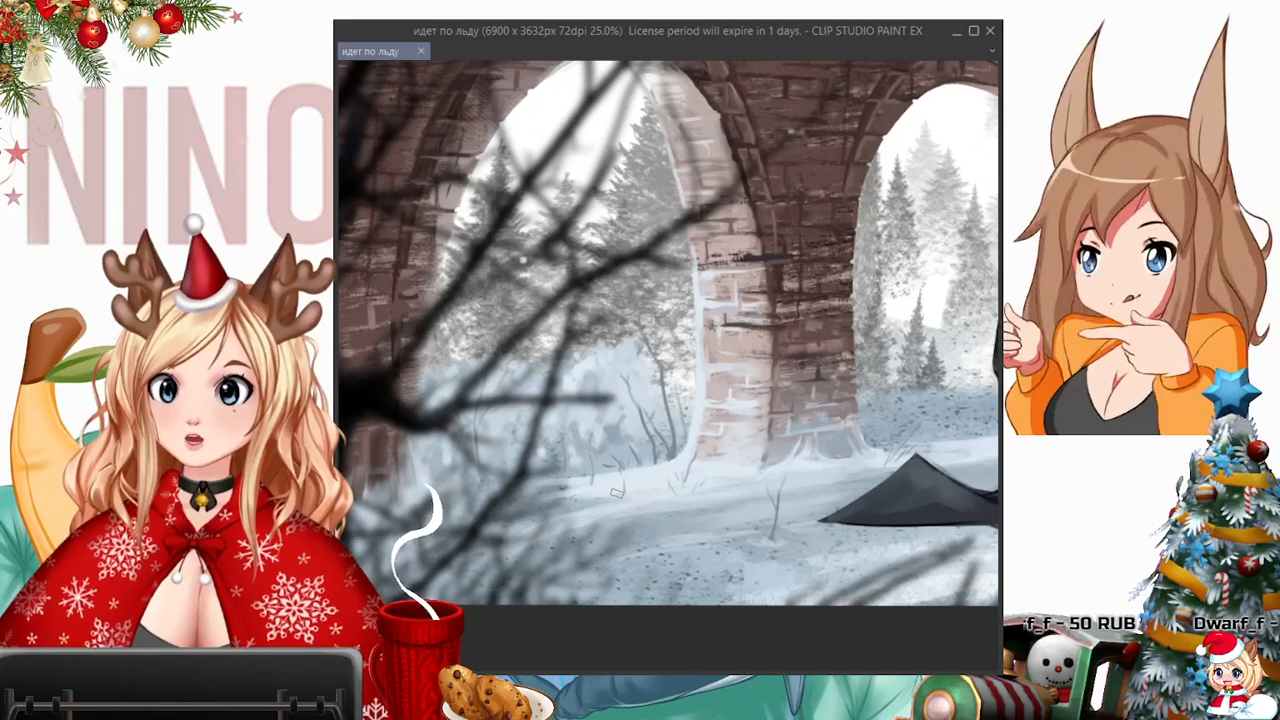 идет по льду (6900 x 3632px 72dpi 25.0%)  License period will expire in 1 days. - CLIP STUDIO PAINT EX
идет по льду
NINO
f_f - 50 RUB
Dwarf_f -